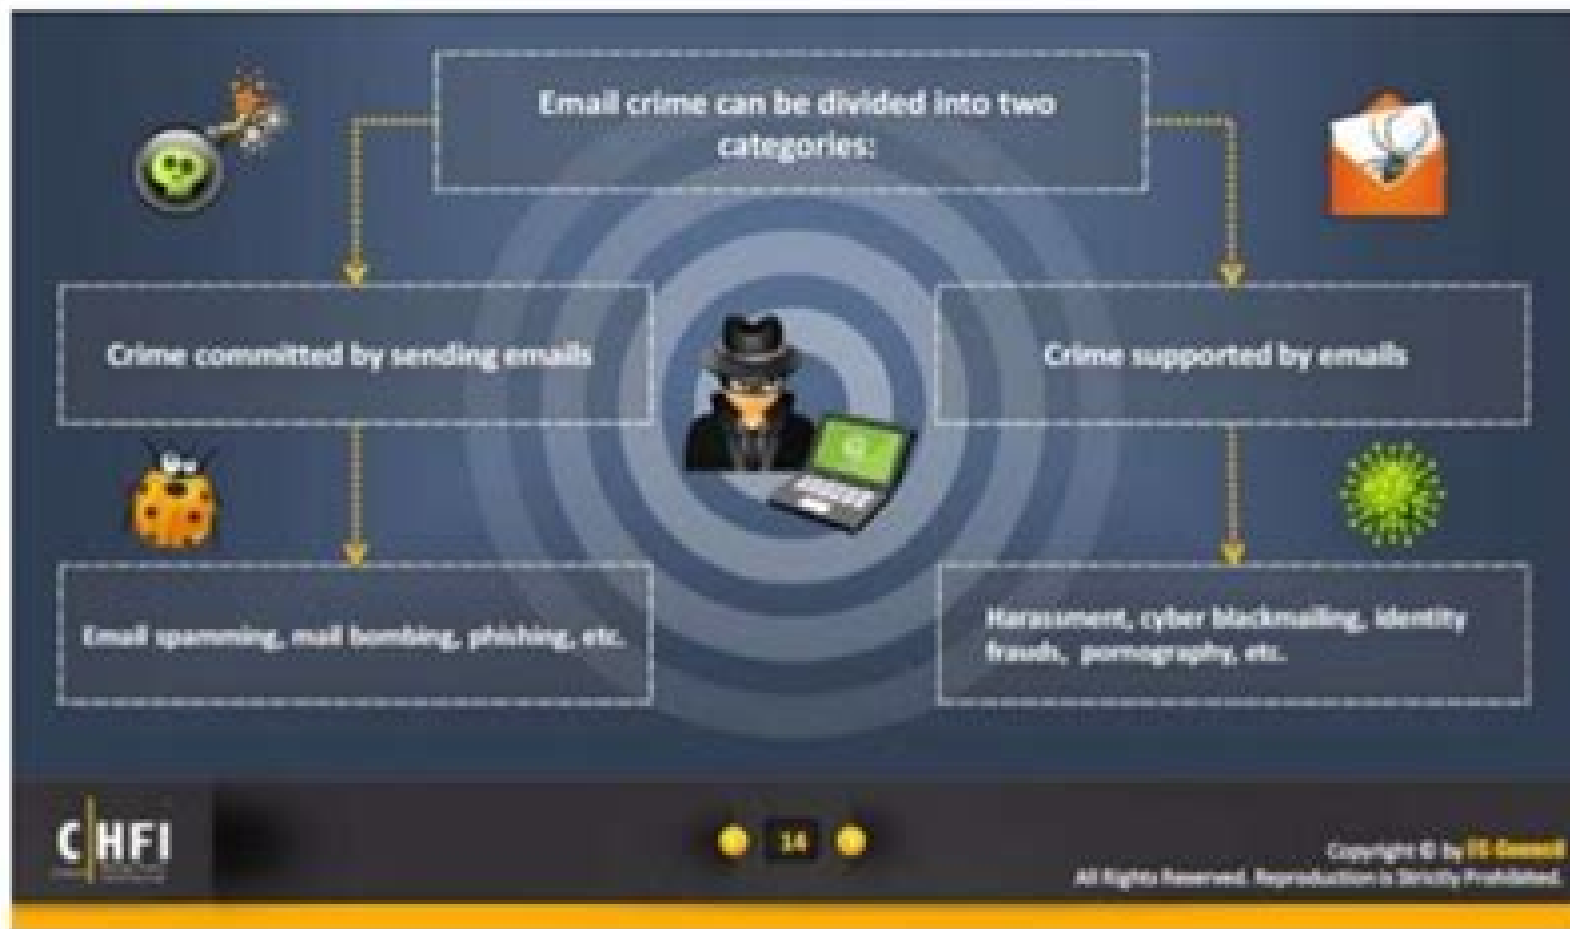 Email crime can be divided into two
categories:
Crime committed by sending emails
Crime supported by emails
Email spamming, mail bombing, phishing, etc.
Harassment, cyber blackmailing, identity
frauds, pornography, etc.
CHFI
14
Copyright © by EC-Council
All Rights Reserved. Reproduction is Strictly Prohibited.